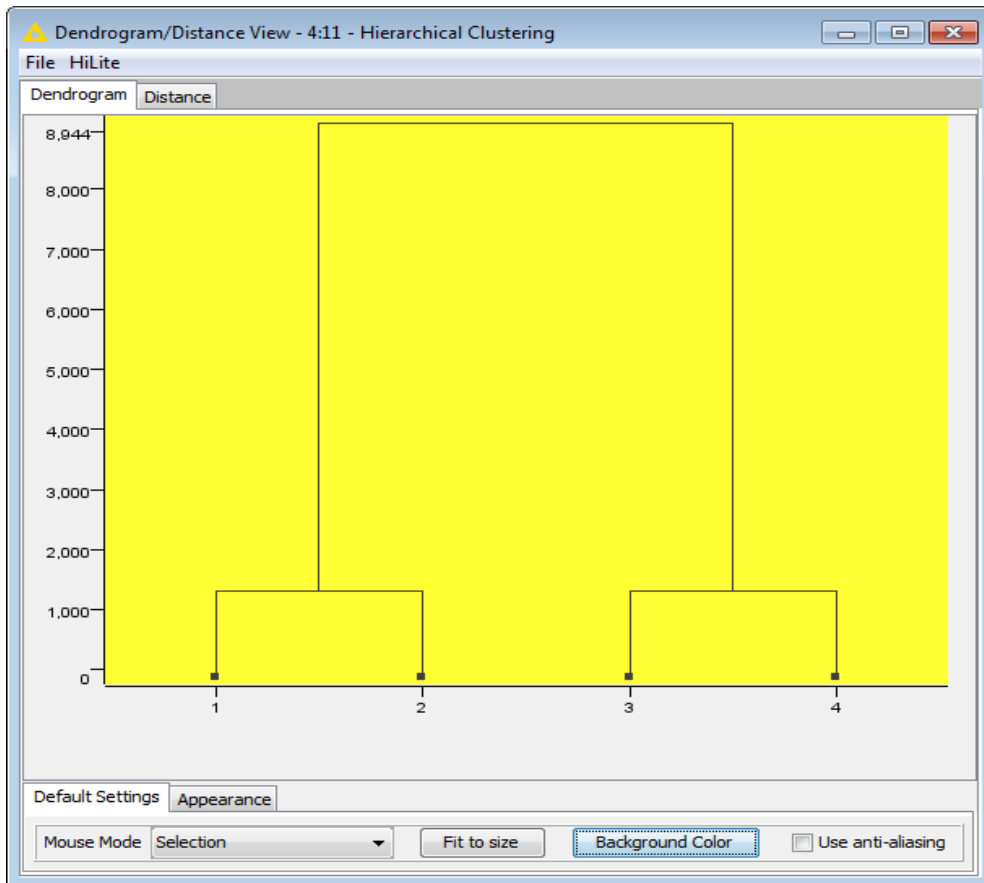 Dendrogram/Distance View - 4:11 - Hierarchical Clustering
File HiLite
Dendrogram Distance
8,944
8,000
7,000
6,000
5,000
4,000
3,000
2,000
1,000
0
1 2 3 4
Default Settings Appearance
Mouse Mode Selection Fit to size Background Color Use anti-aliasing